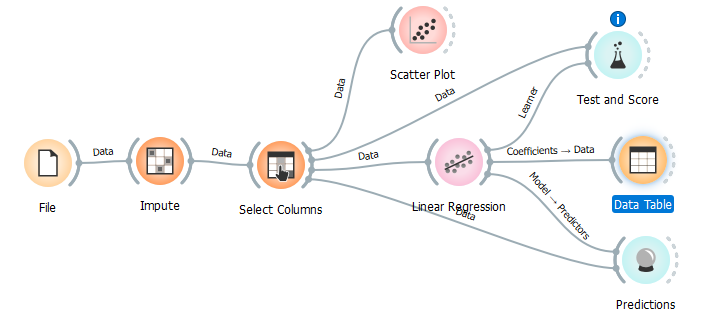 i
Scatter Plot
Test and Score
Data
Data
Learner
Data
Data
Data
Coefficients → Data
File
Impute
Select Columns
Linear Regression
Data Table
Model → Predictors
Data
Predictions